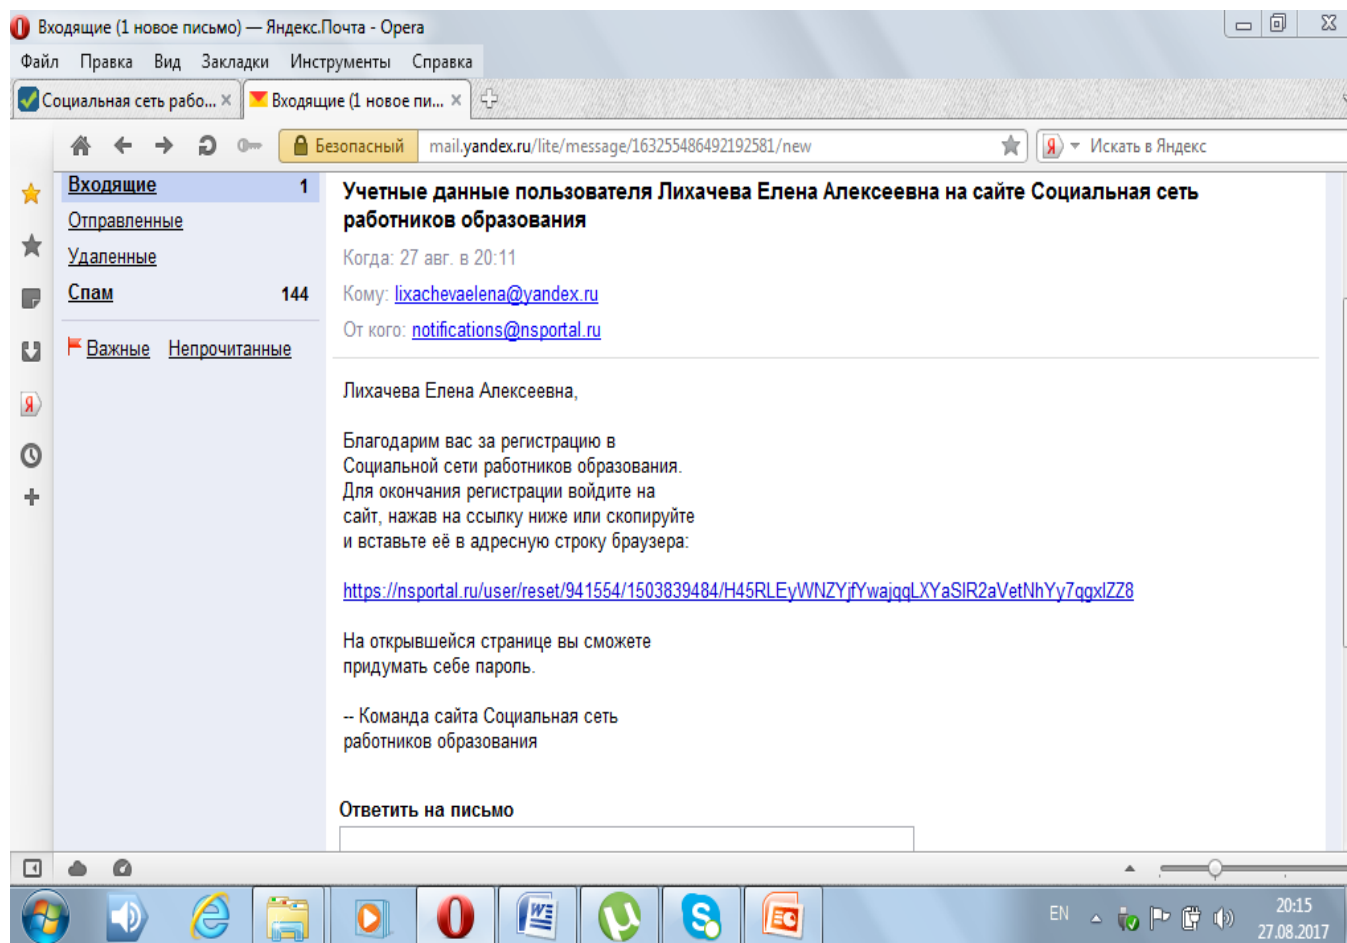 Входящие (1 новое письмо) — Яндекс.Почта - Opera
Файл Правка Вид Закладки Инструменты Справка
Социальная сеть рабо... × Входящие (1 новое пи... ×
Безопасный mail.yandex.ru/lite/message/163255486492192581/new Я Искать в Яндекс
Входящие 1
Отправленные
Удаленные
Спам 144
Важные Непрочитанные
Я
Учетные данные пользователя Лихачева Елена Алексеевна на сайте Социальная сеть
работников образования
Когда: 27 авг. в 20:11
Кому: lixachevaelena@yandex.ru
От кого: notifications@nsportal.ru
Лихачева Елена Алексеевна,
Благодарим вас за регистрацию в
Социальной сети работников образования.
Для окончания регистрации войдите на
сайт, нажав на ссылку ниже или скопируйте
и вставьте её в адресную строку браузера:
https://nsportal.ru/user/reset/941554/1503839484/H45RLEyWNZYjfYwajqqLXYaSIR2aVetNhYy7qgxIZZ8
На открывшейся странице вы сможете
придумать себе пароль.
-- Команда сайта Социальная сеть
работников образования
Ответить на письмо
EN 20:15
27.08.2017